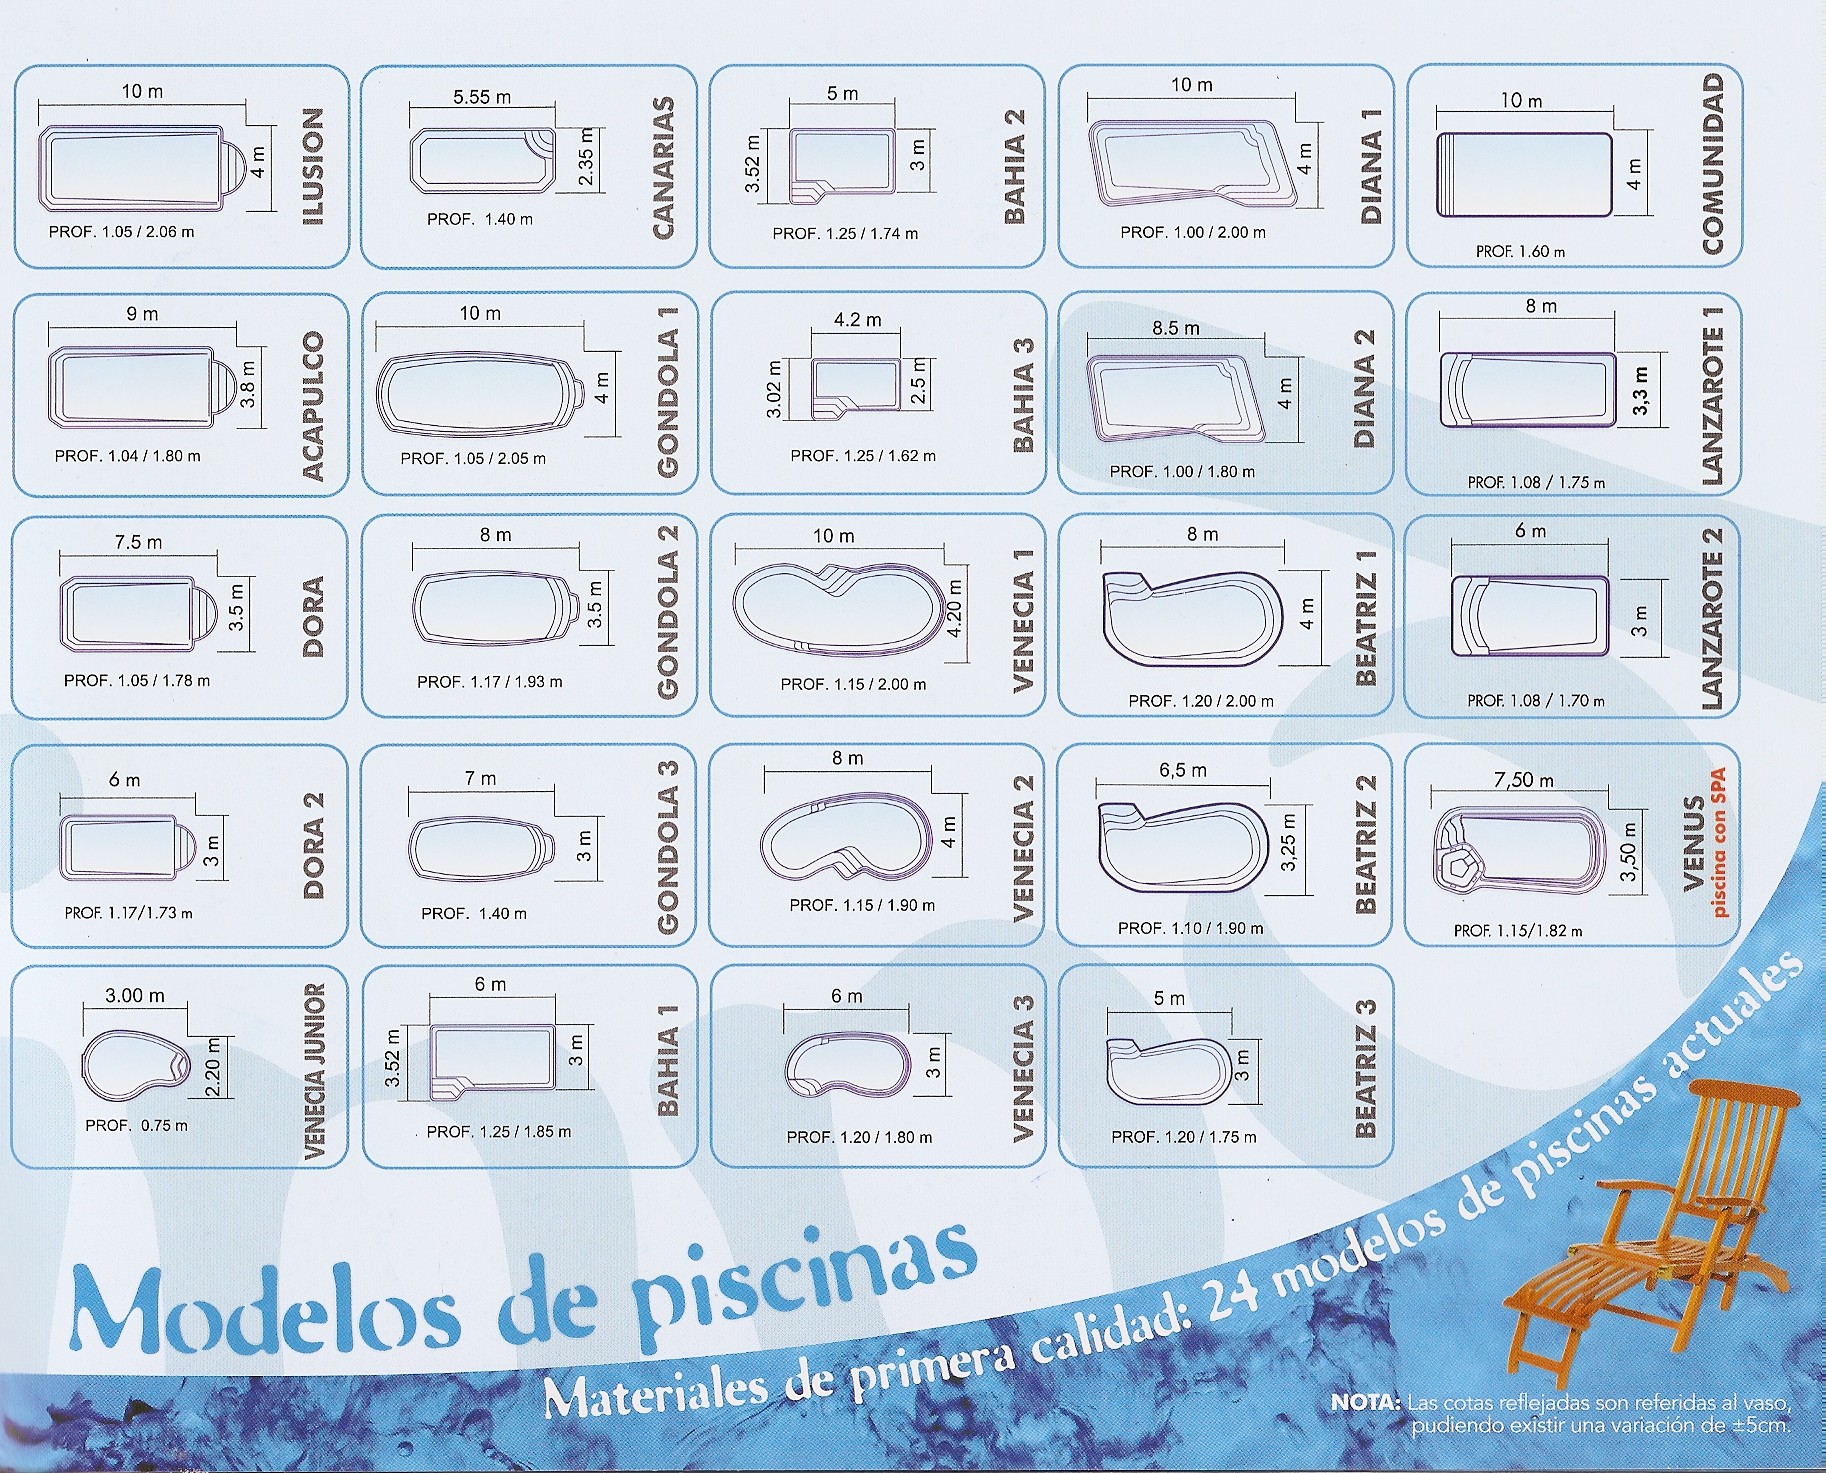 10 m
4 m
PROF. 1.05 / 2.06 m
ILUSION
5.55 m
2.35 m
PROF. 1.40 m
CANARIAS
5 m
3.52 m
3 m
PROF. 1.25 / 1.74 m
BAHIA 2
10 m
4 m
PROF. 1.00 / 2.00 m
DIANA 1
10 m
4 m
PROF. 1.60 m
COMUNIDAD
9 m
3.8 m
PROF. 1.04 / 1.80 m
ACAPULCO
10 m
4 m
PROF. 1.05 / 2.05 m
GONDOLA 1
4.2 m
3.02 m
2.5 m
PROF. 1.25 / 1.62 m
BAHIA 3
8.5 m
4 m
PROF. 1.00 / 1.80 m
DIANA 2
8 m
3,3 m
PROF. 1.08 / 1.75 m
LANZAROTE 1
7.5 m
3.5 m
PROF. 1.05 / 1.78 m
DORA
8 m
3.5 m
PROF. 1.17 / 1.93 m
GONDOLA 2
10 m
4.20 m
PROF. 1.15 / 2.00 m
VENECIA 1
8 m
4 m
PROF. 1.20 / 2.00 m
BEATRIZ 1
6 m
3 m
PROF. 1.08 / 1.70 m
LANZAROTE 2
6 m
3 m
PROF. 1.17/1.73 m
DORA 2
7 m
3 m
PROF. 1.40 m
GONDOLA 3
8 m
4 m
PROF. 1.15 / 1.90 m
VENECIA 2
6,5 m
3,25 m
PROF. 1.10 / 1.90 m
BEATRIZ 2
7,50 m
3,50 m
PROF. 1.15/1.82 m
VENUS
piscina con SPA
3.00 m
2.20 m
PROF. 0.75 m
VENECIA JUNIOR
6 m
3.52 m
3 m
PROF. 1.25 / 1.85 m
BAHIA 1
6 m
3 m
PROF. 1.20 / 1.80 m
VENECIA 3
5 m
3 m
PROF. 1.20 / 1.75 m
BEATRIZ 3
Modelos de piscinas
Materiales de primera calidad: 24 modelos de piscinas actuales
NOTA: Las cotas reflejadas son referidas al vaso,
pudiendo existir una variación de ±5cm.